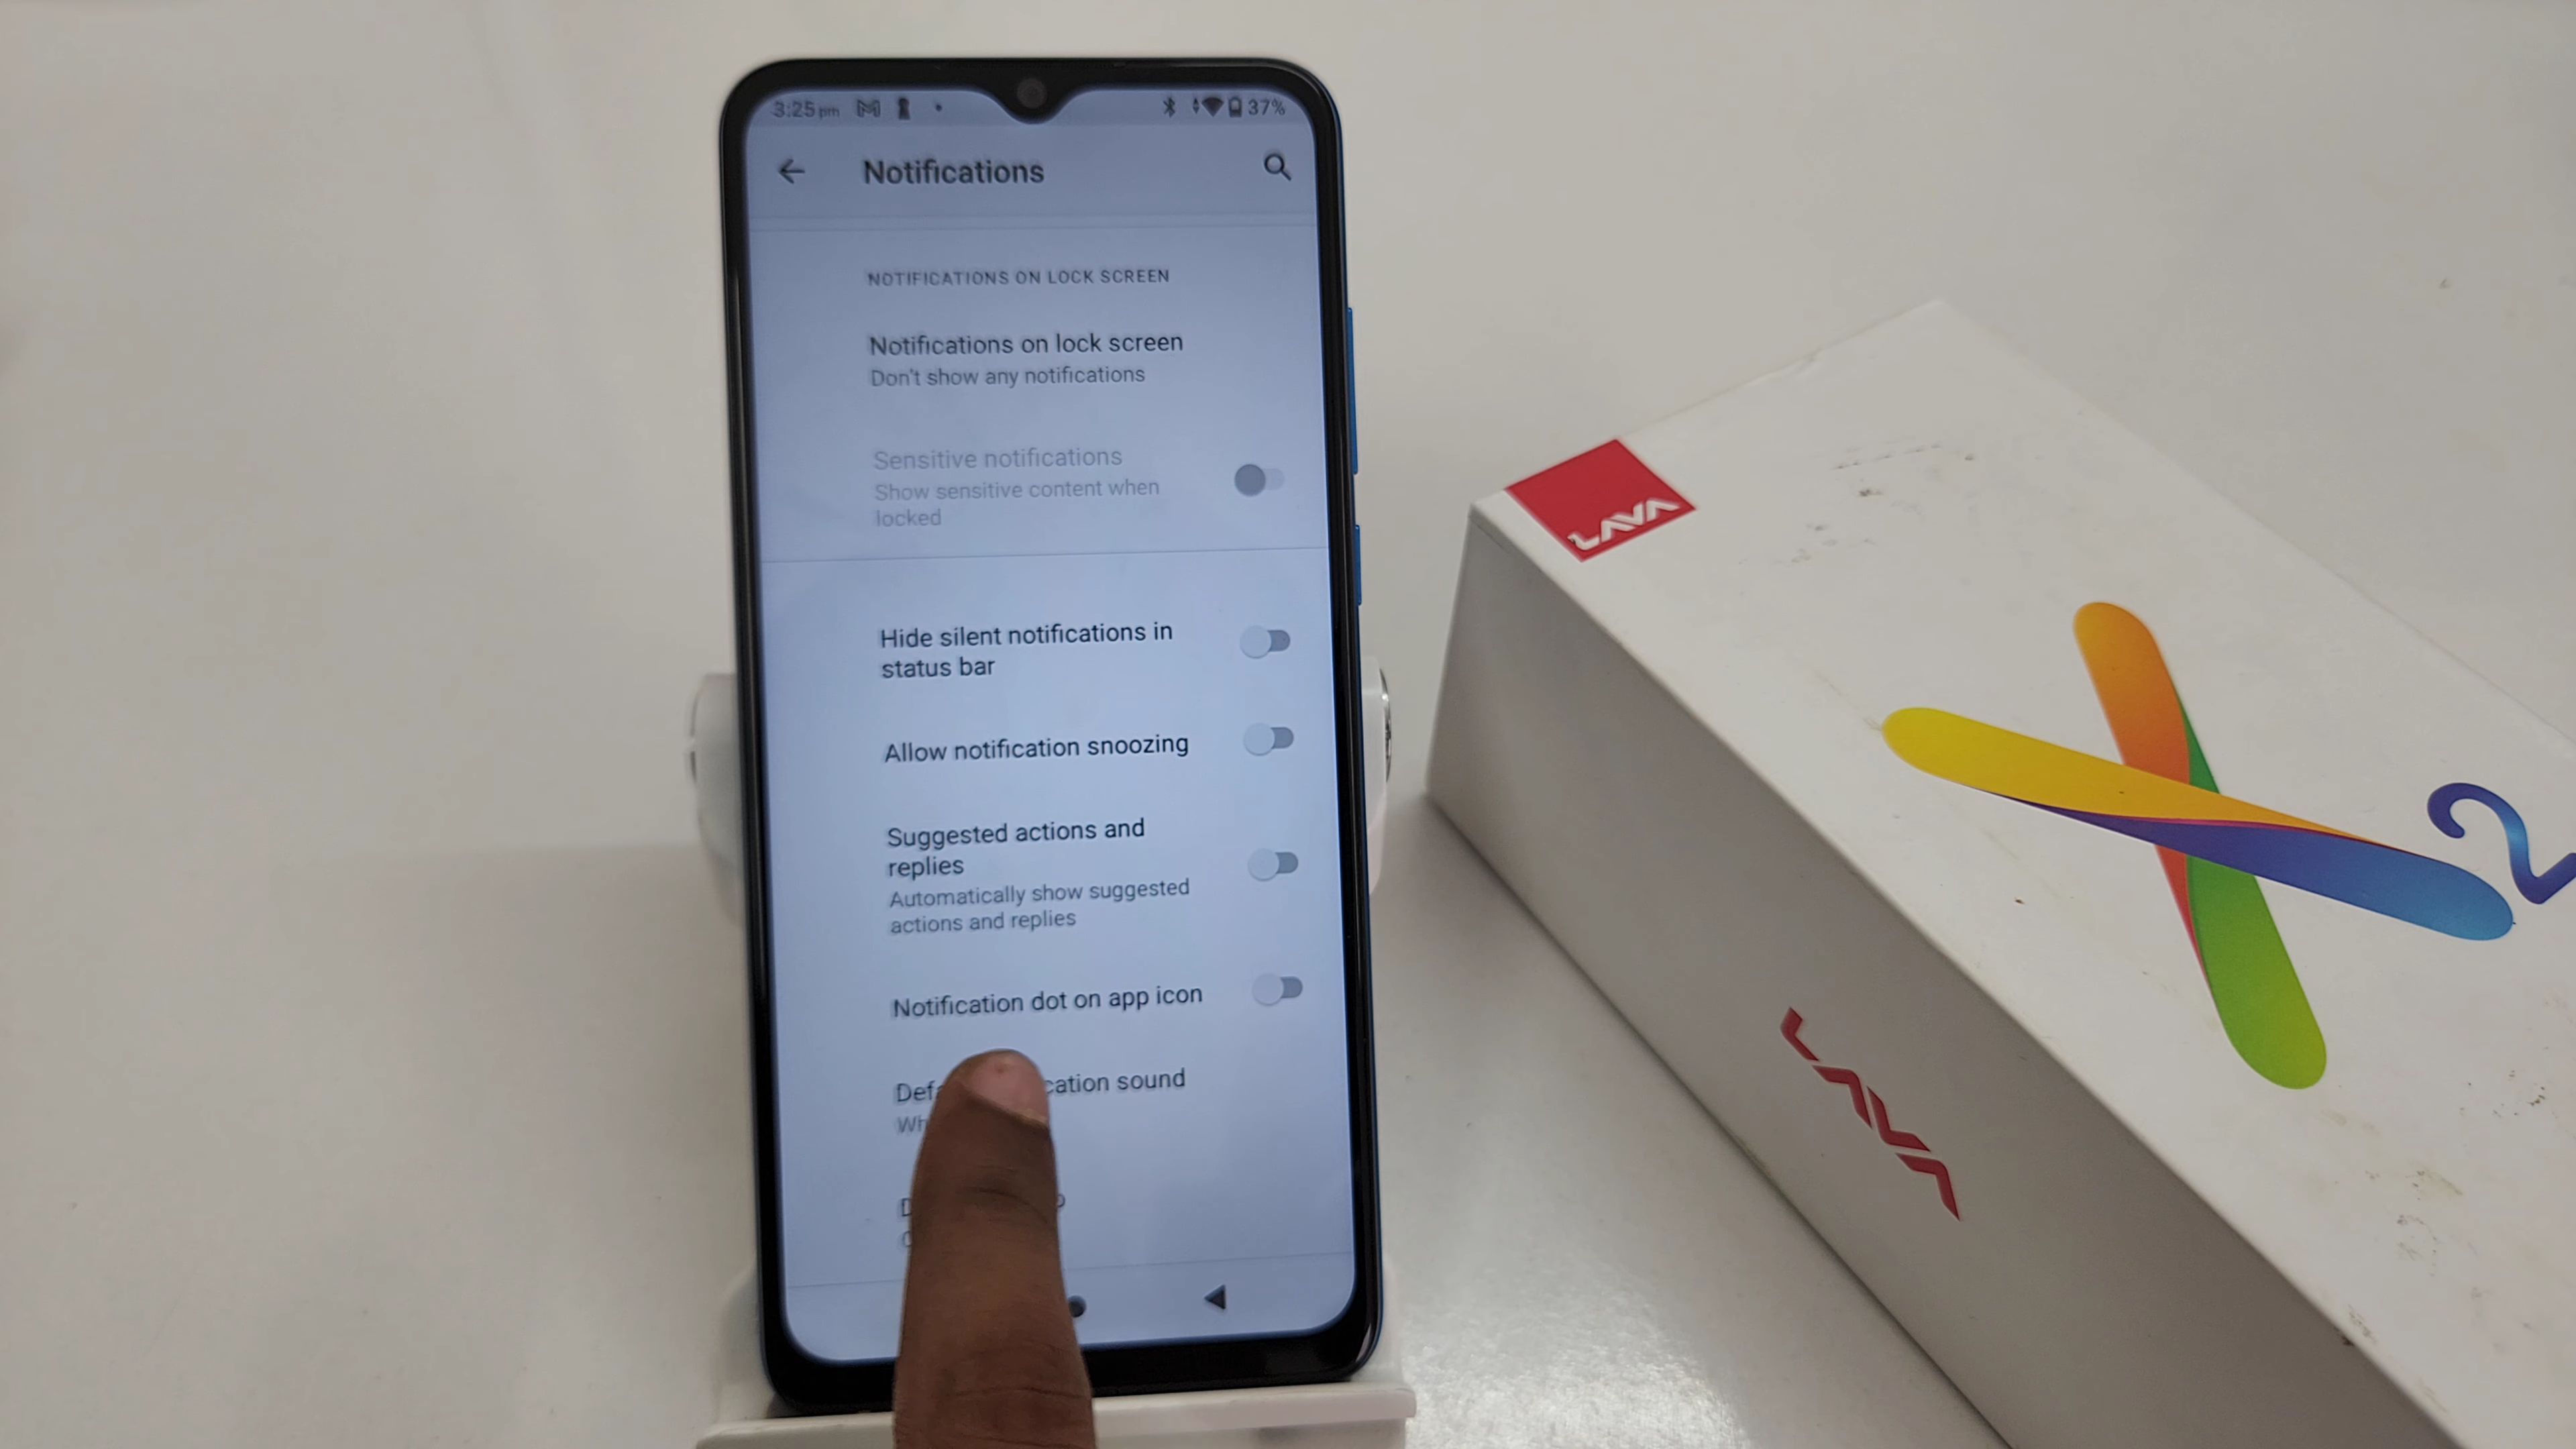 3:25 pm
37%
Notifications
NOTIFICATIONS ON LOCK SCREEN
Notifications on lock screen
Don't show any notifications
Sensitive notifications
Show sensitive content when
locked
Hide silent notifications in
status bar
Allow notification snoozing
Suggested actions and
replies
Automatically show suggested
actions and replies
Notification dot on app icon
sound
LAVA
X2
LAVA